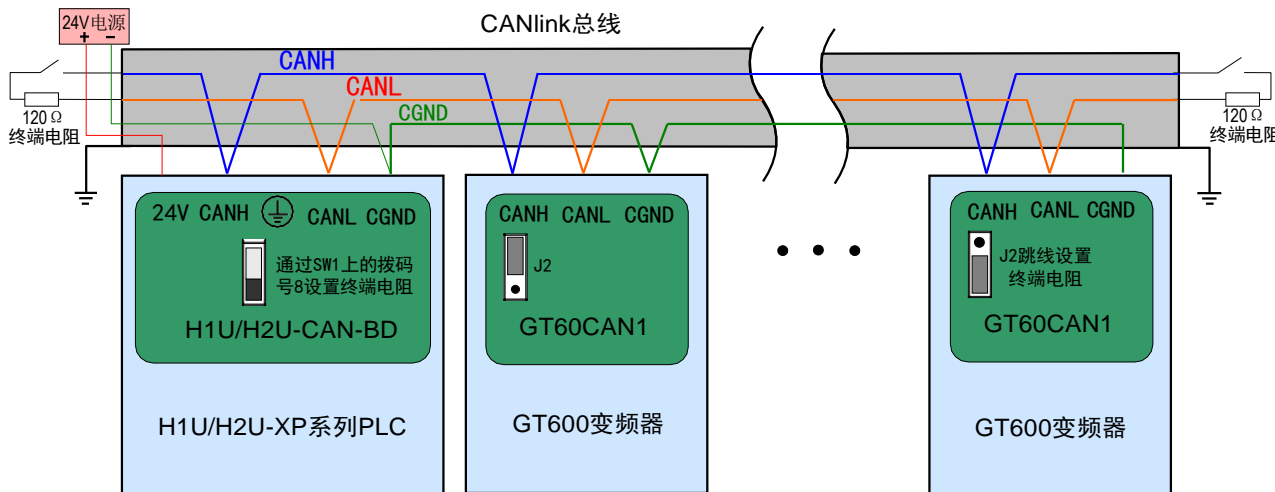 CANlink总线
24V电源
+ −
CANH
CANL
CGND
120Ω
终端电阻
120Ω
终端电阻
24V CANH CANL CGND
通过SW1上的拨码
号8设置终端电阻
H1U/H2U-CAN-BD
H1U/H2U-XP系列PLC
CANH CANL CGND
J2
GT60CAN1
GT600变频器
CANH CANL CGND
J2跳线设置
终端电阻
GT60CAN1
GT600变频器